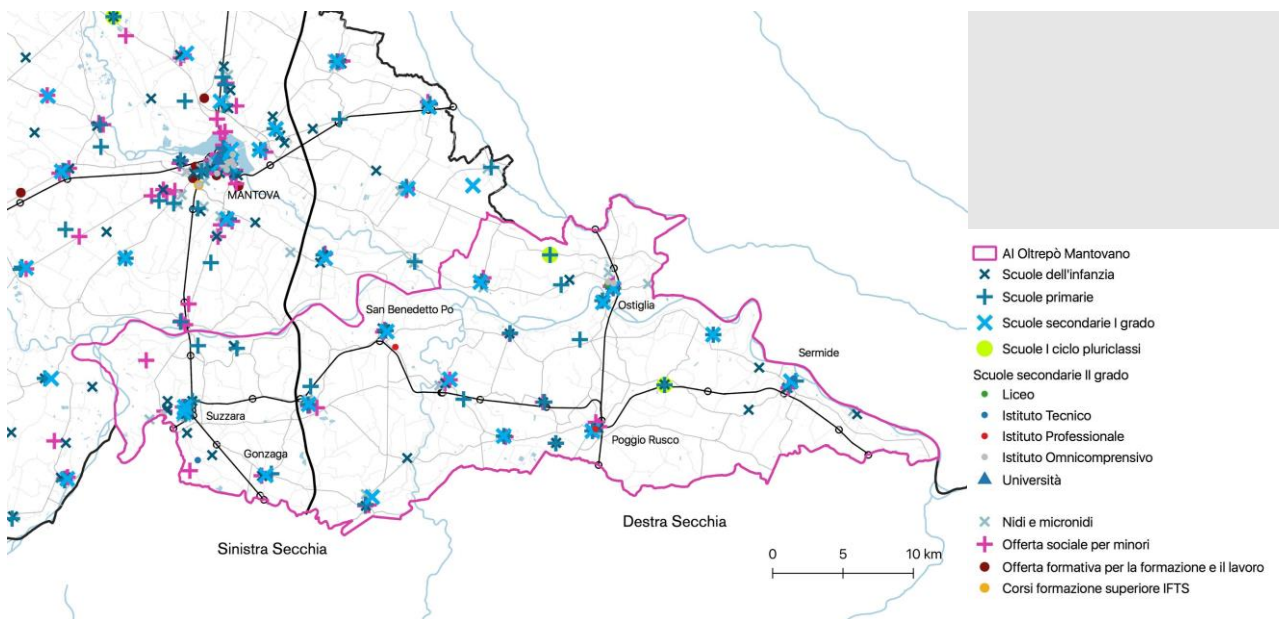 MANTOVA
San Benedetto Po
Ostiglia
Sermide
Suzzara
Gonzaga
Poggio Rusco
Sinistra Secchia
Destra Secchia
0 5 10 km
AI Oltrepò Mantovano
Scuole dell'infanzia
Scuole primarie
Scuole secondarie I grado
Scuole I ciclo pluriclassi
Scuole secondarie II grado
Liceo
Istituto Tecnico
Istituto Professionale
Istituto Omnicomprensivo
Università
Nidi e micronidi
Offerta sociale per minori
Offerta formativa per la formazione e il lavoro
Corsi formazione superiore IFTS